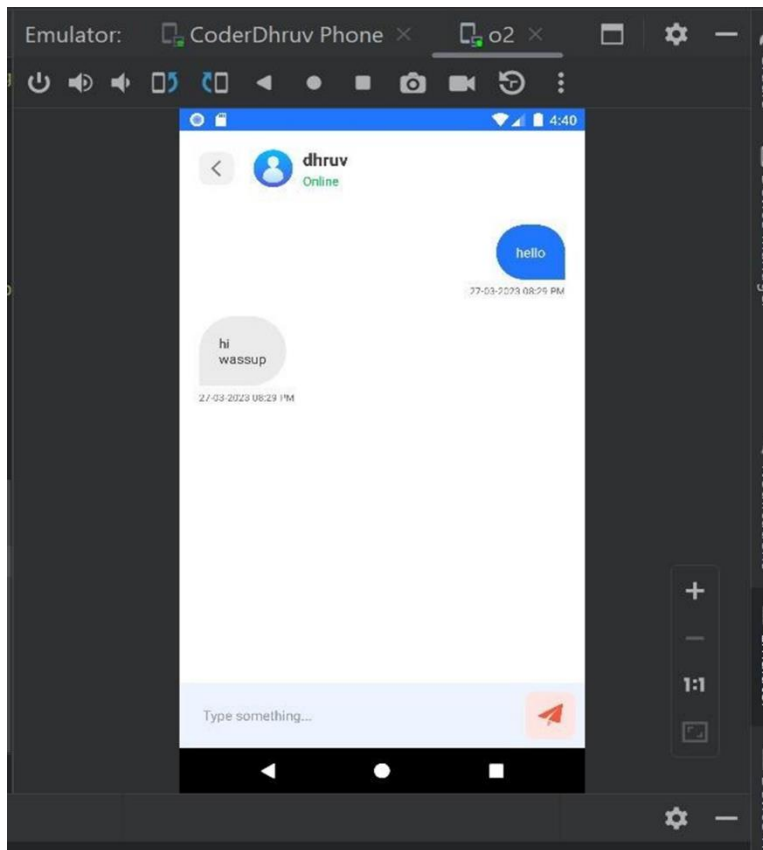 Emulator: CoderDhruv Phone o2
4:40
dhruv
Online
hello
27-03-2023 08:29 PM
hi
wassup
27-03-2023 08:29 PM
1:1
Type something...